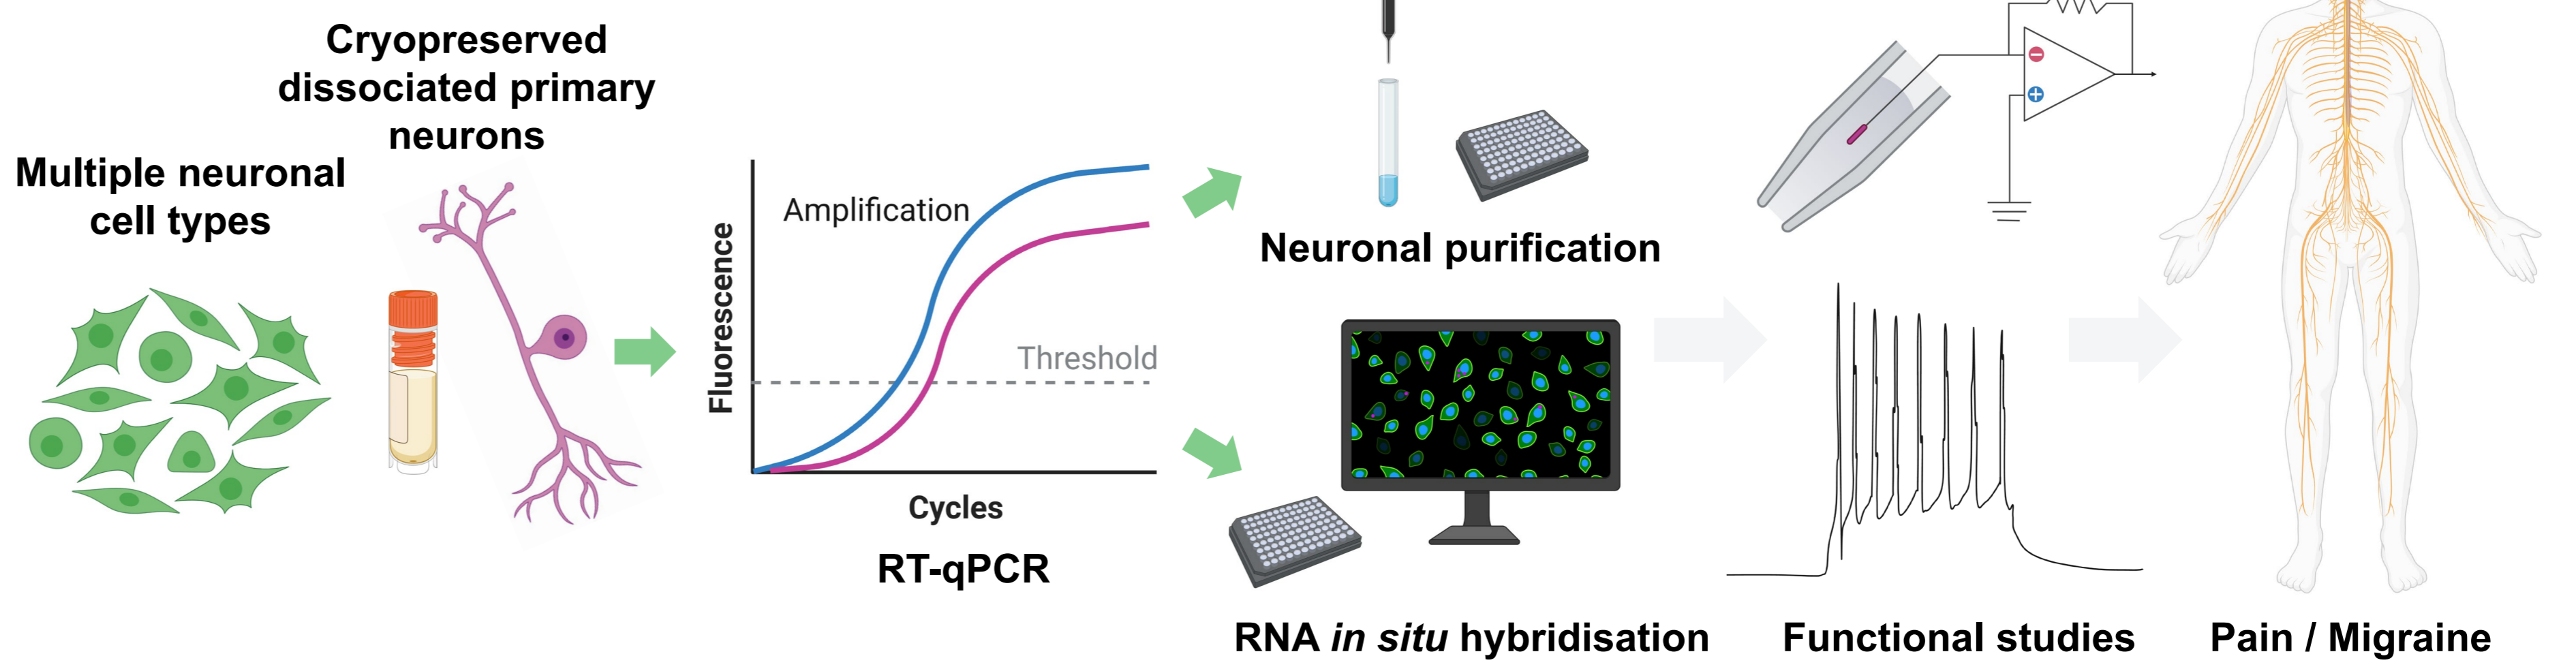 Cryopreserved
dissociated primary
neurons
Multiple neuronal
cell types
Fluorescence
Amplification
Threshold
Cycles
RT-qPCR
Neuronal purification
RNA in situ hybridisation
Functional studies
Pain / Migraine